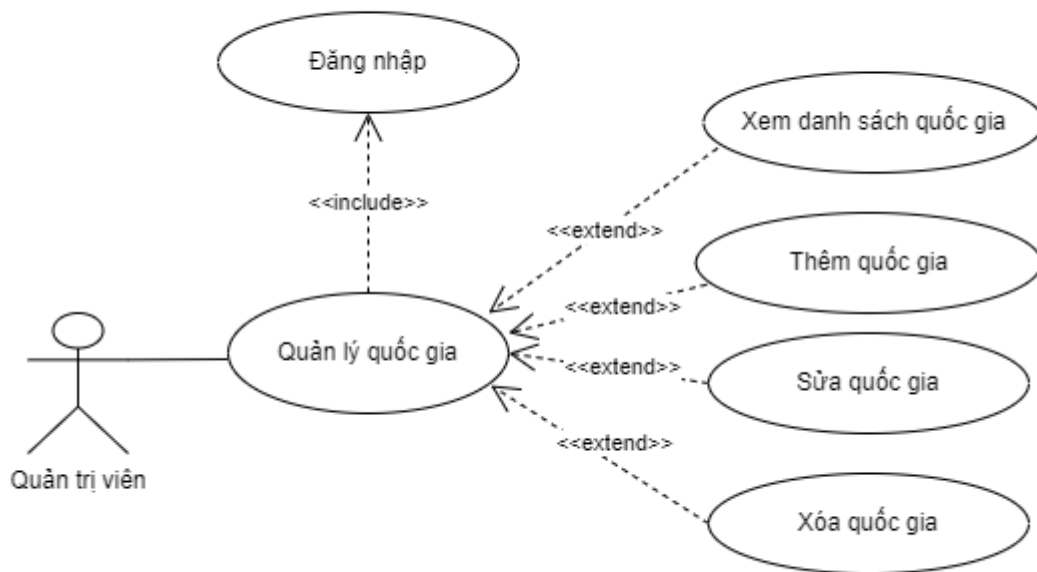 Đăng nhập
Xem danh sách quốc gia
<<include>>
<<extend>>
Thêm quốc gia
<<extend>>
Quản lý quốc gia
<<extend>>
Sửa quốc gia
<<extend>>
Quản trị viên
Xóa quốc gia